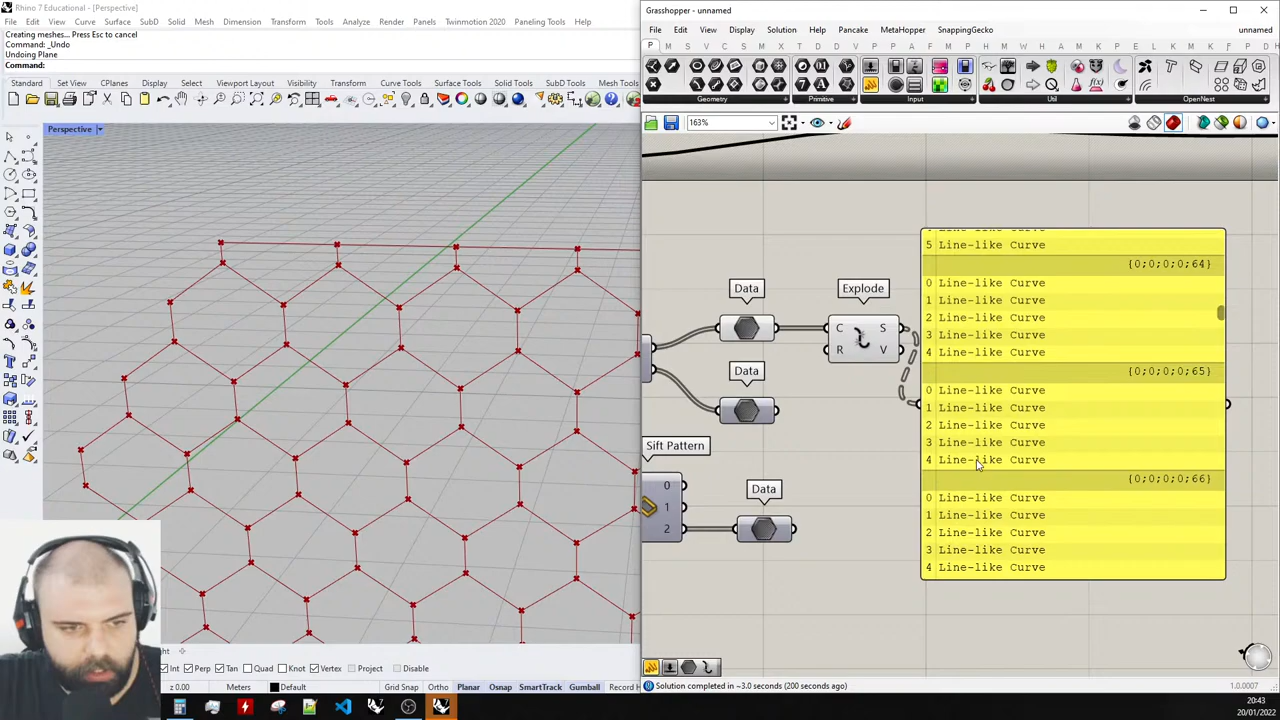 Rhino 7 Educational - [Perspective]
File Edit View Curve Surface SubD Solid Mesh Dimension Transform Tools Analyze Render Panels Twinmotion 2020 Paneling Tools Help
Creating meshes... Press Esc to cancel
Command: _Undo
Undoing Plane
Command:
Standard Set View CPlanes Display Select Viewport Layout Visibility Transform Curve Tools Surface Tools Solid Tools SubD Tools Mesh Tools
Perspective
Int Perp Tan Quad Knot Vertex Project Disable
z 0.00 Meters Default Grid Snap Ortho Planar Osnap SmartTrack Gumball Record H
Grasshopper - unnamed
File Edit View Display Solution Help Pancake MetaHopper SnappingGecko unnamed
Geometry Primitive Input Util OpenNest
163%
Data
Data
Explode
C S
R V
Sift Pattern
0
1
2
Data
5 Line-like Curve
{0;0;0;0;64}
0 Line-like Curve
1 Line-like Curve
2 Line-like Curve
3 Line-like Curve
4 Line-like Curve
{0;0;0;0;65}
0 Line-like Curve
1 Line-like Curve
2 Line-like Curve
3 Line-like Curve
4 Line-like Curve
{0;0;0;0;66}
0 Line-like Curve
1 Line-like Curve
2 Line-like Curve
3 Line-like Curve
4 Line-like Curve
Solution completed in ~3.0 seconds (200 seconds ago)
1.0.0007
20:43
20/01/2022